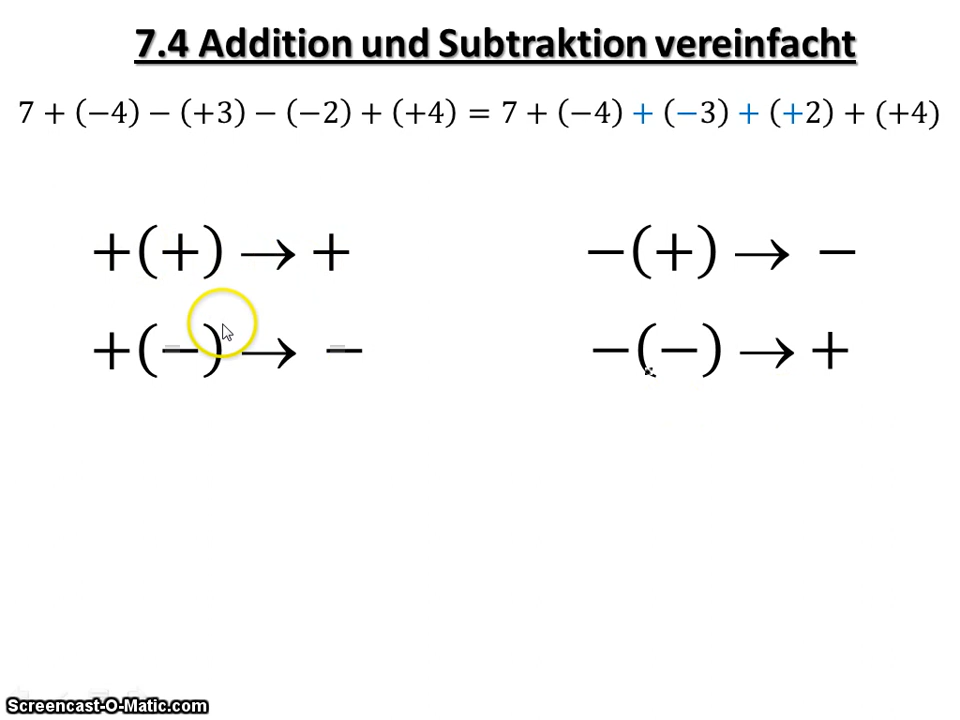 7.4 Addition und Subtraktion vereinfacht
7 + (−4) − (+3) − (−2) + (+4) = 7 + (−4) + (−3) + (+2) + (+4)
+(+) → + −(+) → −
+(−) → − −(−) → +
Screencast-O-Matic.com